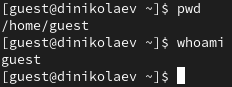 [guest@dinikolaev ~]$ pwd
/home/guest
[guest@dinikolaev ~]$ whoami
guest
[guest@dinikolaev ~]$